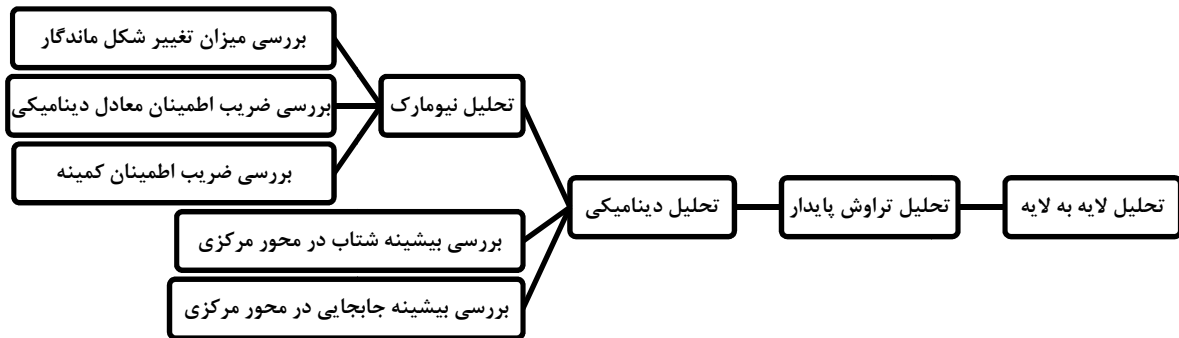 تحلیل لایه به لایه
تحلیل تراوش پایدار
تحلیل دینامیکی
تحلیل نیومارک
بررسی میزان تغییر شکل ماندگار
بررسی ضریب اطمینان معادل دینامیکی
بررسی ضریب اطمینان کمینه
بررسی بیشینه شتاب در محور مرکزی
بررسی بیشینه جابجایی در محور مرکزی